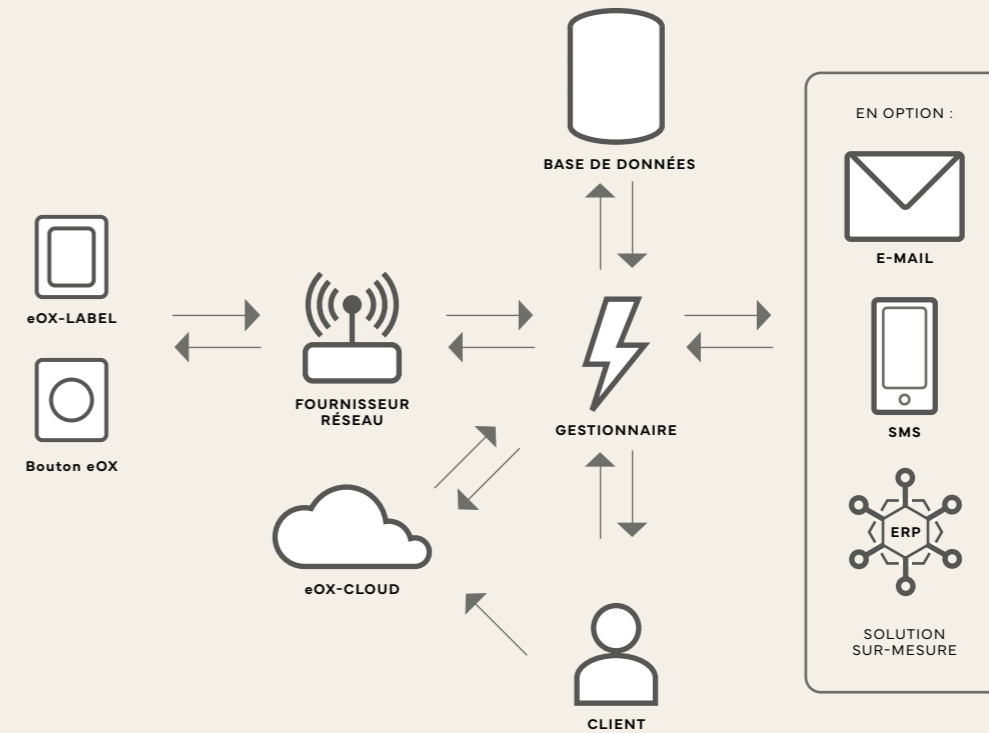 BASE DE DONNÉES
eOX-LABEL
Bouton eOX
FOURNISSEUR
RÉSEAU
GESTIONNAIRE
eOX-CLOUD
CLIENT
EN OPTION :
E-MAIL
SMS
ERP
SOLUTION
SUR-MESURE